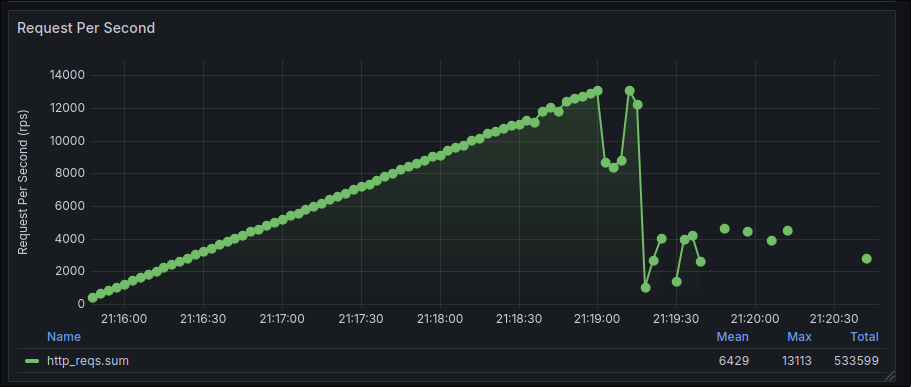 Request Per Second
Request Per Second (rps)
14000
12000
10000
8000
6000
4000
2000
0
21:16:00 21:16:30 21:17:00 21:17:30 21:18:00 21:18:30 21:19:00 21:19:30 21:20:00 21:20:30
Name Mean Max Total
http_reqs.sum 6429 13113 533599